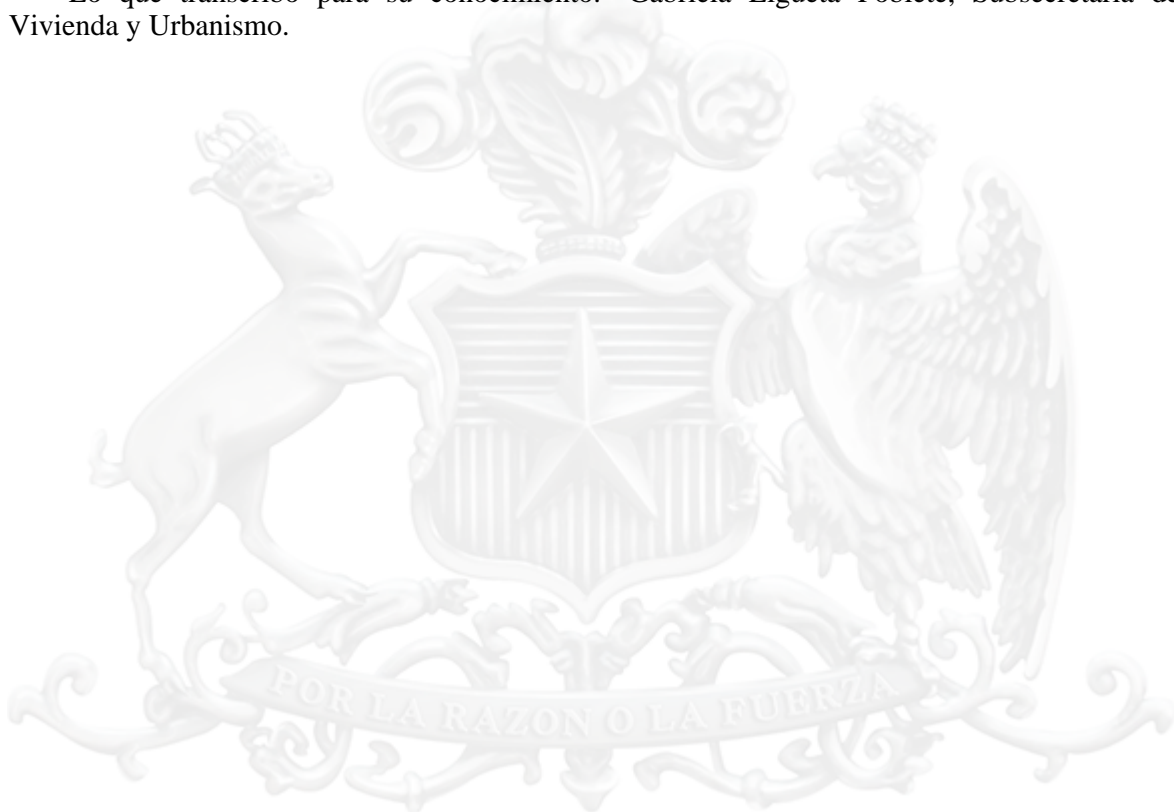 Lo que transcribo para su conocimiento.- Gabriela Elgueta Poblete, Subsecretaria de
Vivienda y Urbanismo.
POR LA RAZON O LA FUERZA